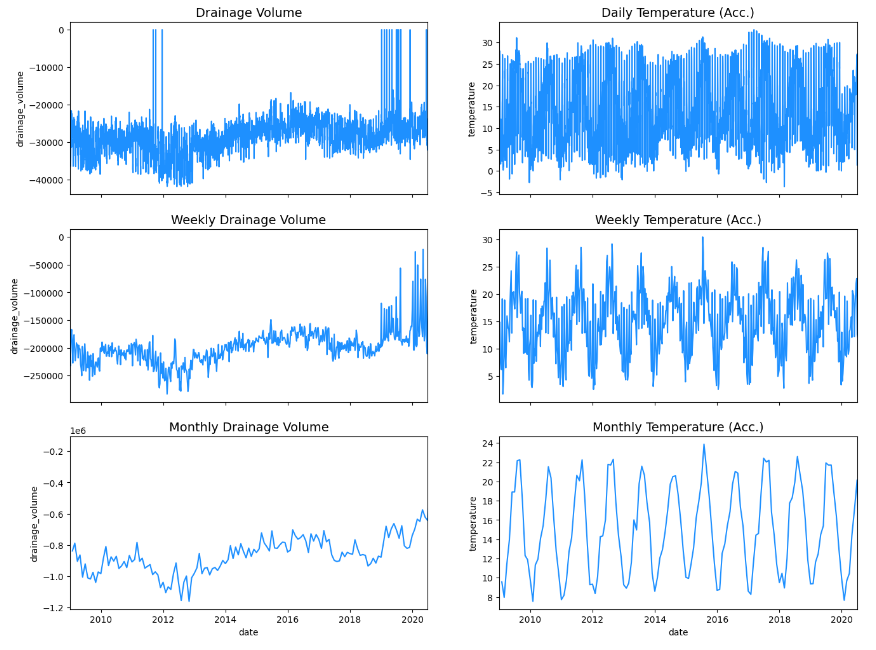 Drainage Volume
0
−10000
−20000
−30000
−40000
drainage_volume
Daily Temperature (Acc.)
30
25
20
15
10
5
0
−5
temperature
Weekly Drainage Volume
0
−50000
−100000
−150000
−200000
−250000
drainage_volume
Weekly Temperature (Acc.)
30
25
20
15
10
5
temperature
Monthly Drainage Volume
1e6
−0.2
−0.4
−0.6
−0.8
−1.0
−1.2
drainage_volume
2010 2012 2014 2016 2018 2020
date
Monthly Temperature (Acc.)
24
22
20
18
16
14
12
10
8
temperature
2010 2012 2014 2016 2018 2020
date